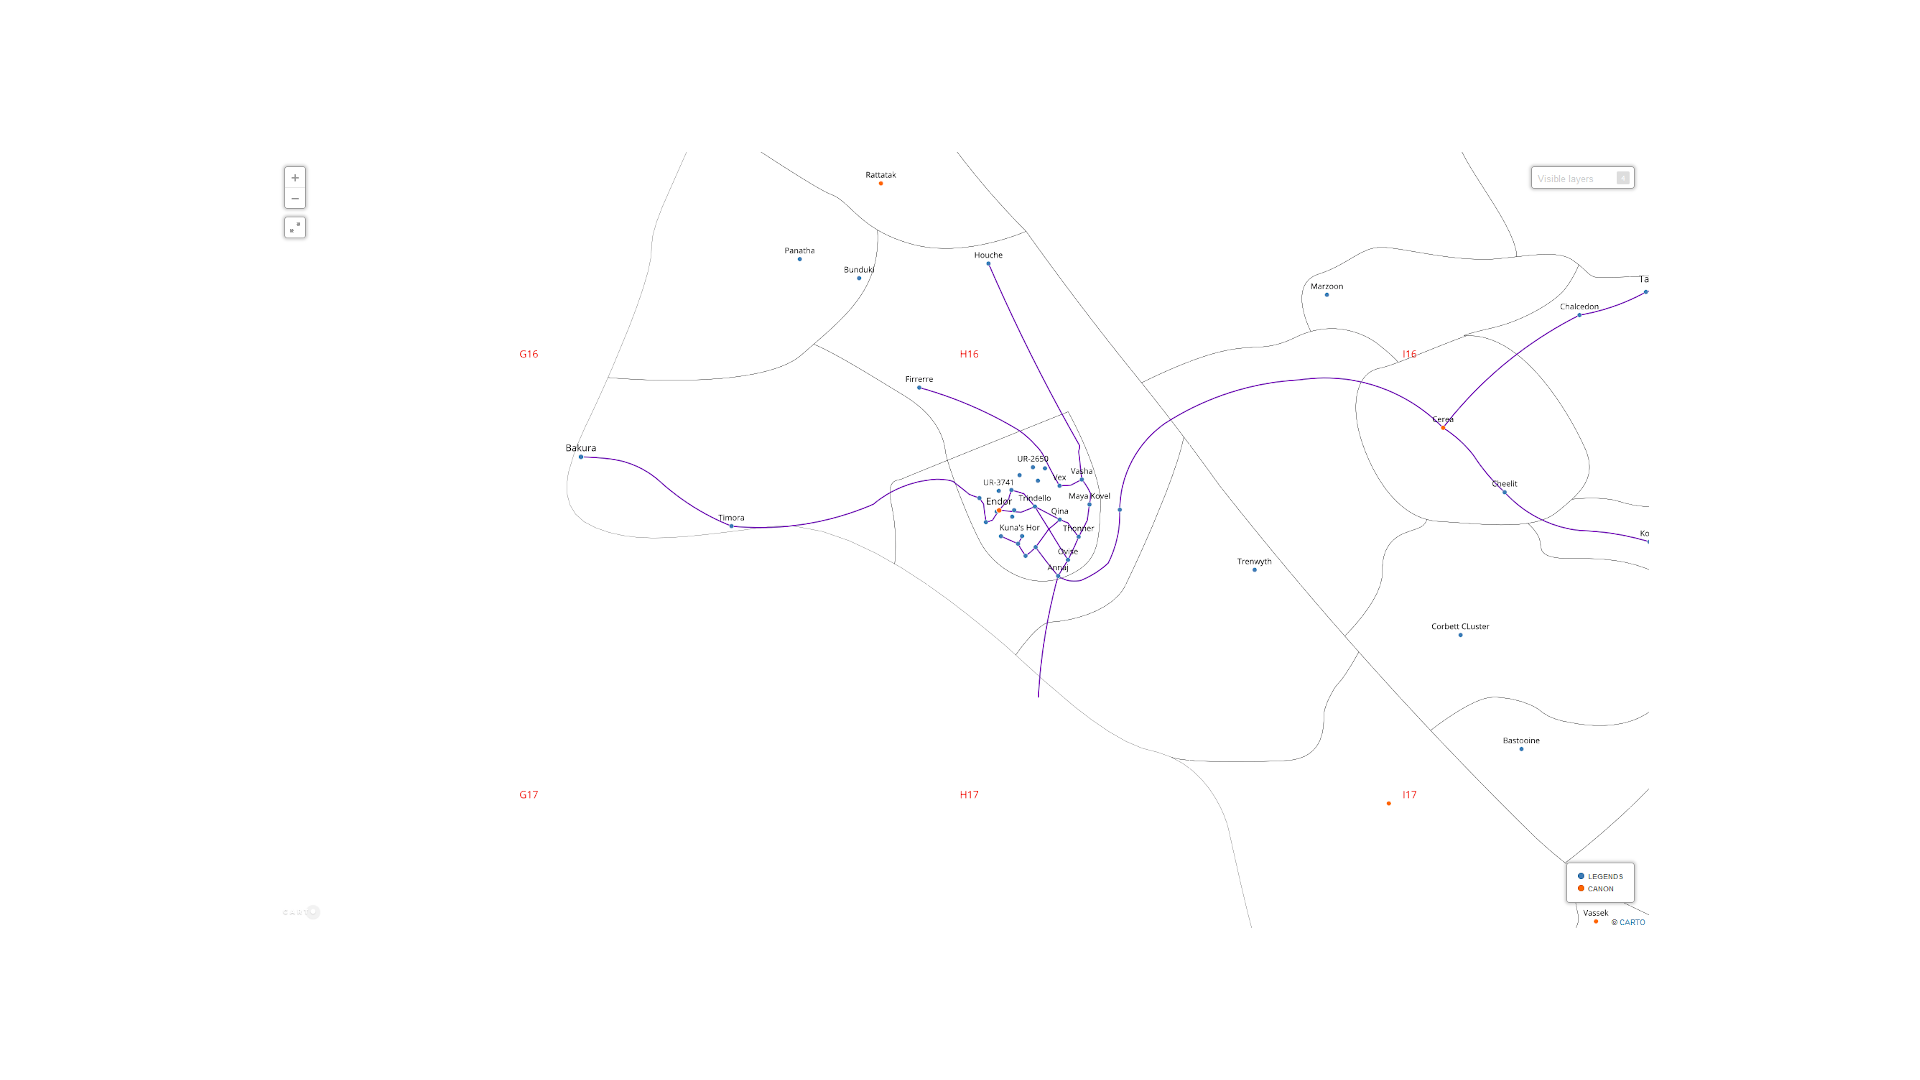 +
−
Visible layers
Rattatak
Panatha
Bunduki
Houche
Marzoon
Ta
Chalcedon
G16
H16
I16
Firrerre
Cerea
Bakura
UR-2650
Vex
Vasha
UR-3741
Cheelit
Endor
Trindello
Maya Kovel
Qina
Timora
Kuna's Hor
Thonner
Ko
Ovise
Annaj
Trenwyth
Corbett CLuster
Bastooine
G17
H17
I17
LEGENDS
CANON
Vassek
© CARTO